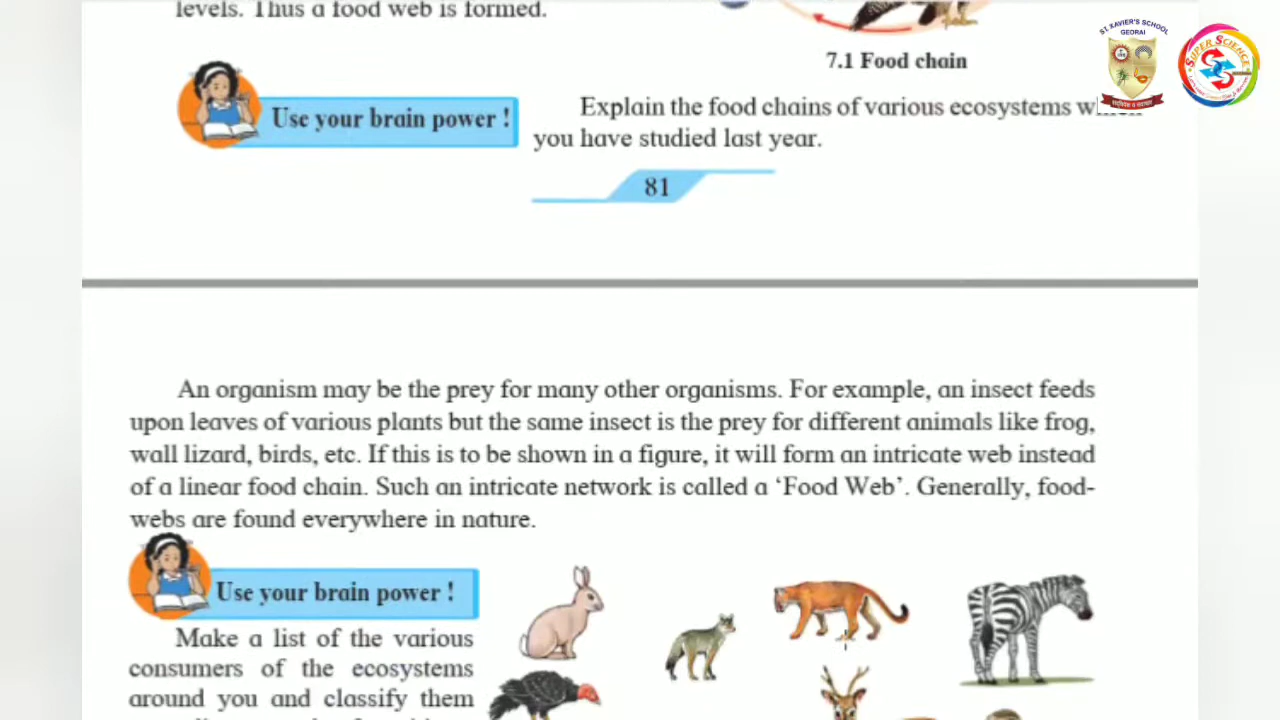 levels. Thus a food web is formed.
7.1 Food chain
ST. XAVIER'S SCHOOL
GEORAI
SUPER SCIENCE
Use your brain power !
Explain the food chains of various ecosystems
you have studied last year.
81
An organism may be the prey for many other organisms. For example, an insect feeds
upon leaves of various plants but the same insect is the prey for different animals like frog,
wall lizard, birds, etc. If this is to be shown in a figure, it will form an intricate web instead
of a linear food chain. Such an intricate network is called a ‘Food Web’. Generally, food-
webs are found everywhere in nature.
Use your brain power !
Make a list of the various
consumers of the ecosystems
around you and classify them